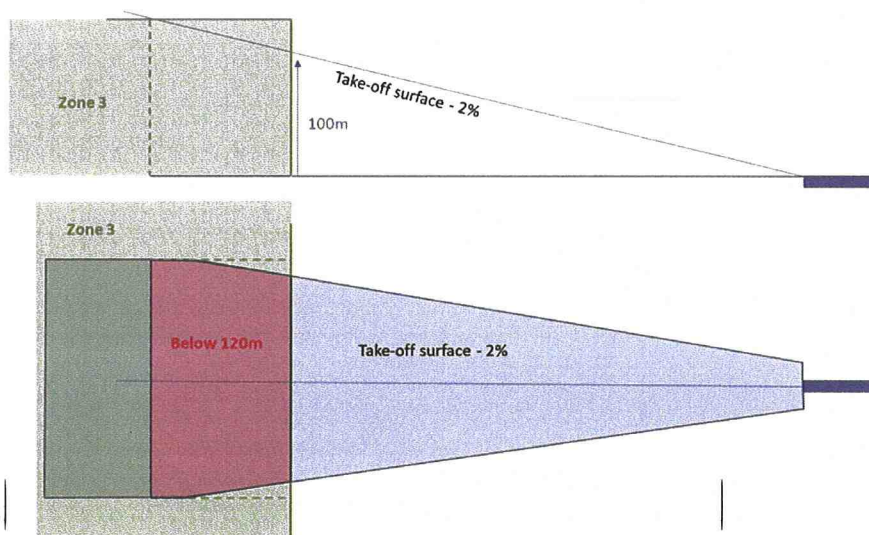 Zone 3
Take-off surface - 2%
100m
Zone 3
Below 120m
Take-off surface - 2%